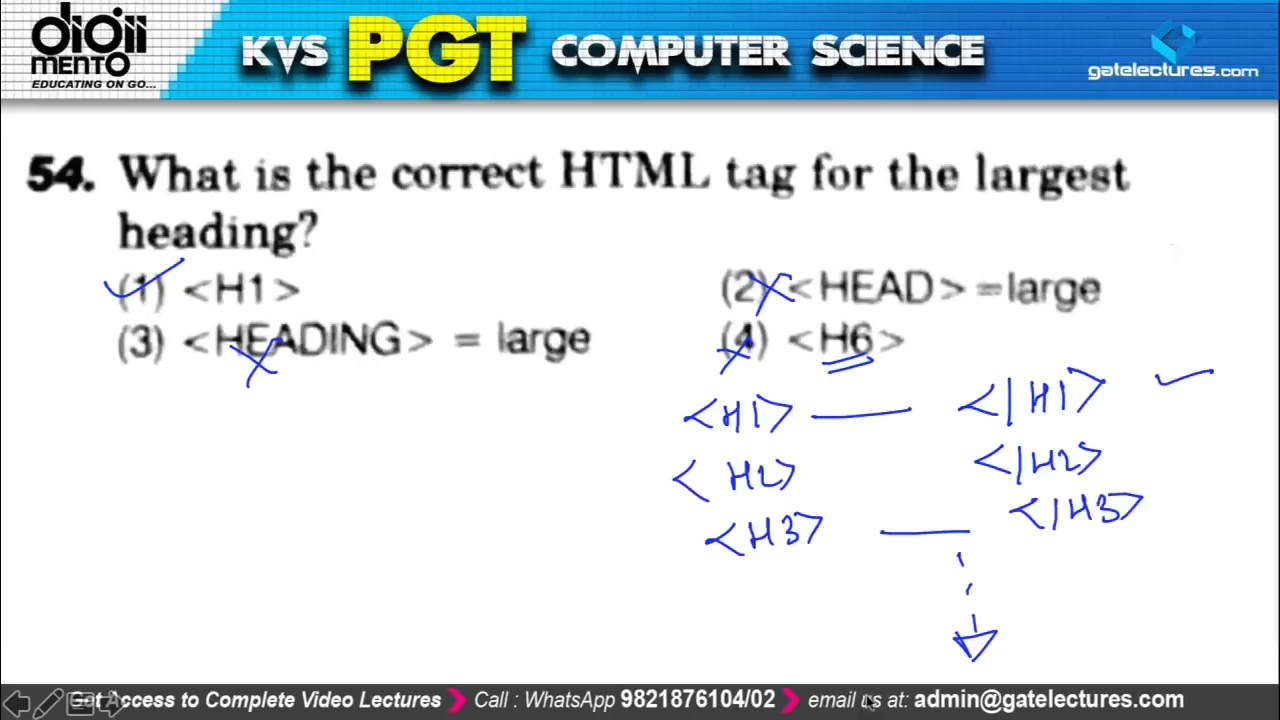 digii
MENTO
EDUCATING ON GO...
KVS PGT COMPUTER SCIENCE
gatelectures.com
54. What is the correct HTML tag for the largest
heading?
(1) <H1>
(2) <HEAD> =large
(3) <HEADING> = large
(4) <H6>
<H1> </H1>
<H2> </H2>
<H3> </H3>
Get Access to Complete Video Lectures Call : WhatsApp 9821876104/02 email us at: admin@gatelectures.com